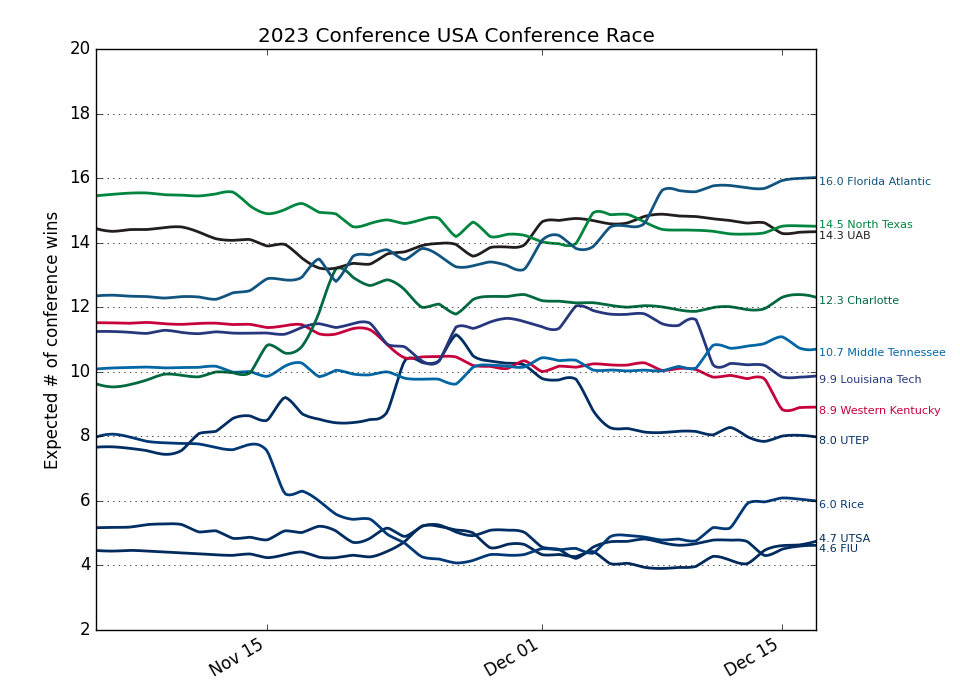 2023 Conference USA Conference Race
Expected # of conference wins
20
18
16
14
12
10
8
6
4
2
Nov 15
Dec 01
Dec 15
16.0 Florida Atlantic
14.5 North Texas
14.3 UAB
12.3 Charlotte
10.7 Middle Tennessee
9.9 Louisiana Tech
8.9 Western Kentucky
8.0 UTEP
6.0 Rice
4.7 UTSA
4.6 FIU